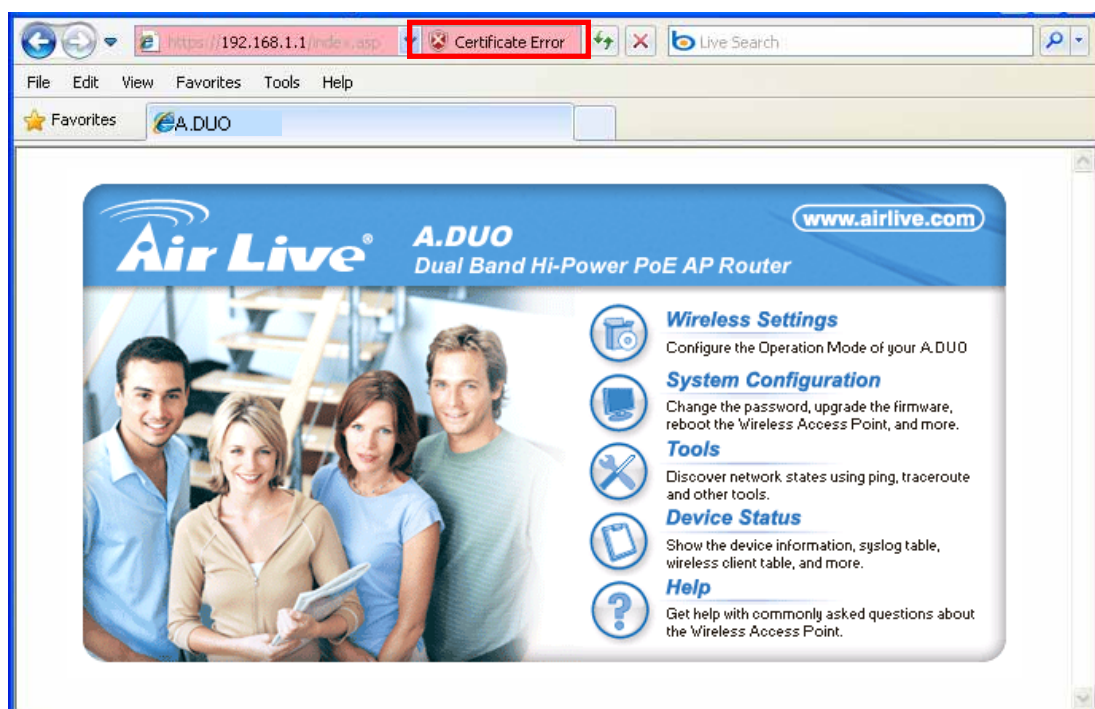 https://192.168.1.1/index.asp
Certificate Error
Live Search
File Edit View Favorites Tools Help
Favorites
A.DUO
Air Live®
A.DUO
Dual Band Hi-Power PoE AP Router
www.airlive.com
Wireless Settings
Configure the Operation Mode of your A.DUO
System Configuration
Change the password, upgrade the firmware,
reboot the Wireless Access Point, and more.
Tools
Discover network states using ping, traceroute
and other tools.
Device Status
Show the device information, syslog table,
wireless client table, and more.
Help
Get help with commonly asked questions about
the Wireless Access Point.